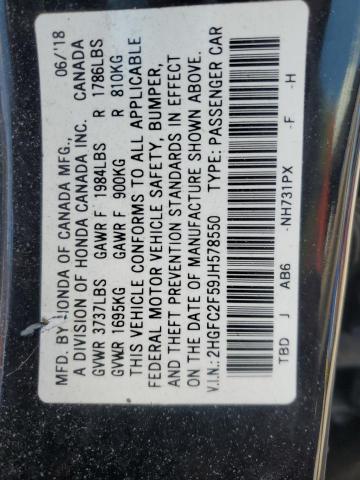 MFD. BY HONDA OF CANADA MFG., 06/'18
A DIVISION OF HONDA CANADA INC. CANADA
GVWR 3737LBS GAWR F 1984LBS R 1786LBS
GVWR 1695KG GAWR F 900KG R 810KG
THIS VEHICLE CONFORMS TO ALL APPLICABLE
FEDERAL MOTOR VEHICLE SAFETY, BUMPER,
AND THEFT PREVENTION STANDARDS IN EFFECT
ON THE DATE OF MANUFACTURE SHOWN ABOVE.
V.I.N.: 2HGFC2F59JH578550 TYPE: PASSENGER CAR
TBD J AB6 -NH731PX -F -H